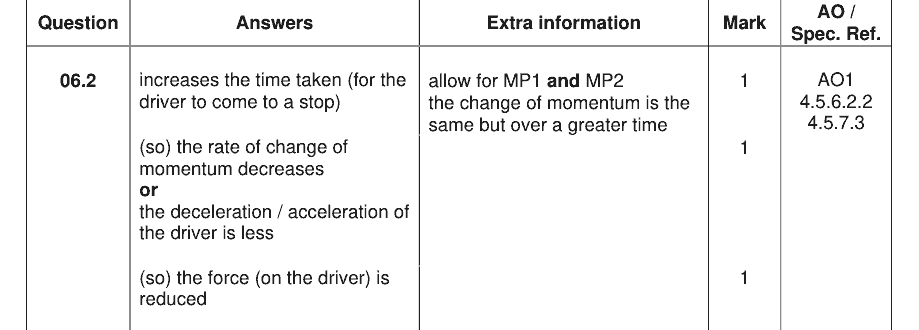 Question Answers Extra information Mark AO /
Spec. Ref.
06.2 increases the time taken (for the allow for MP1 and MP2 1 AO1
driver to come to a stop) the change of momentum is the 4.5.6.2.2
same but over a greater time 4.5.7.3
(so) the rate of change of 1
momentum decreases
or
the deceleration / acceleration of
the driver is less
(so) the force (on the driver) is 1
reduced